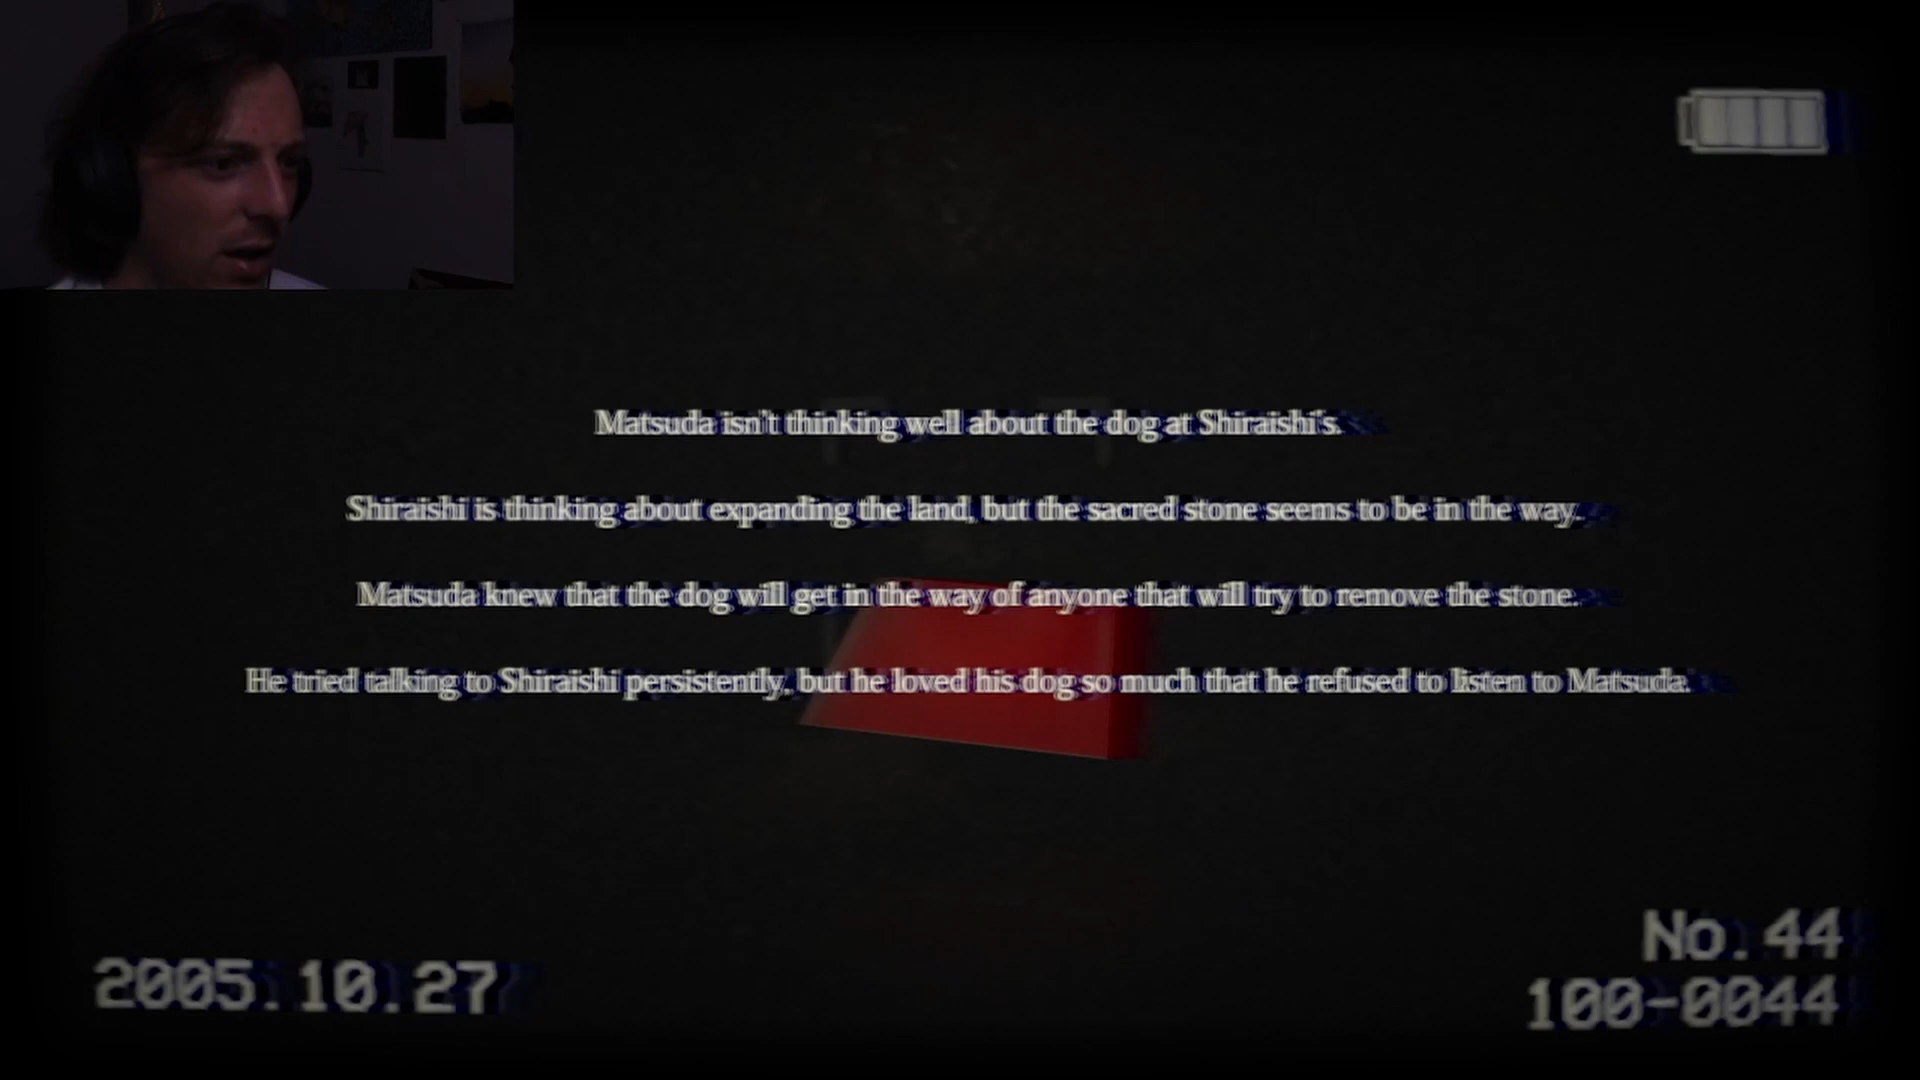 Matsuda isn't thinking well about the dog at Shiraishi's.
Shiraishi is thinking about expanding the land, but the sacred stone seems to be in the way.
Matsuda knew that the dog will get in the way of anyone that will try to remove the stone.
He tried talking to Shiraishi persistently, but he loved his dog so much that he refused to listen to Matsuda.
No.44
2005.10.27
100-0044